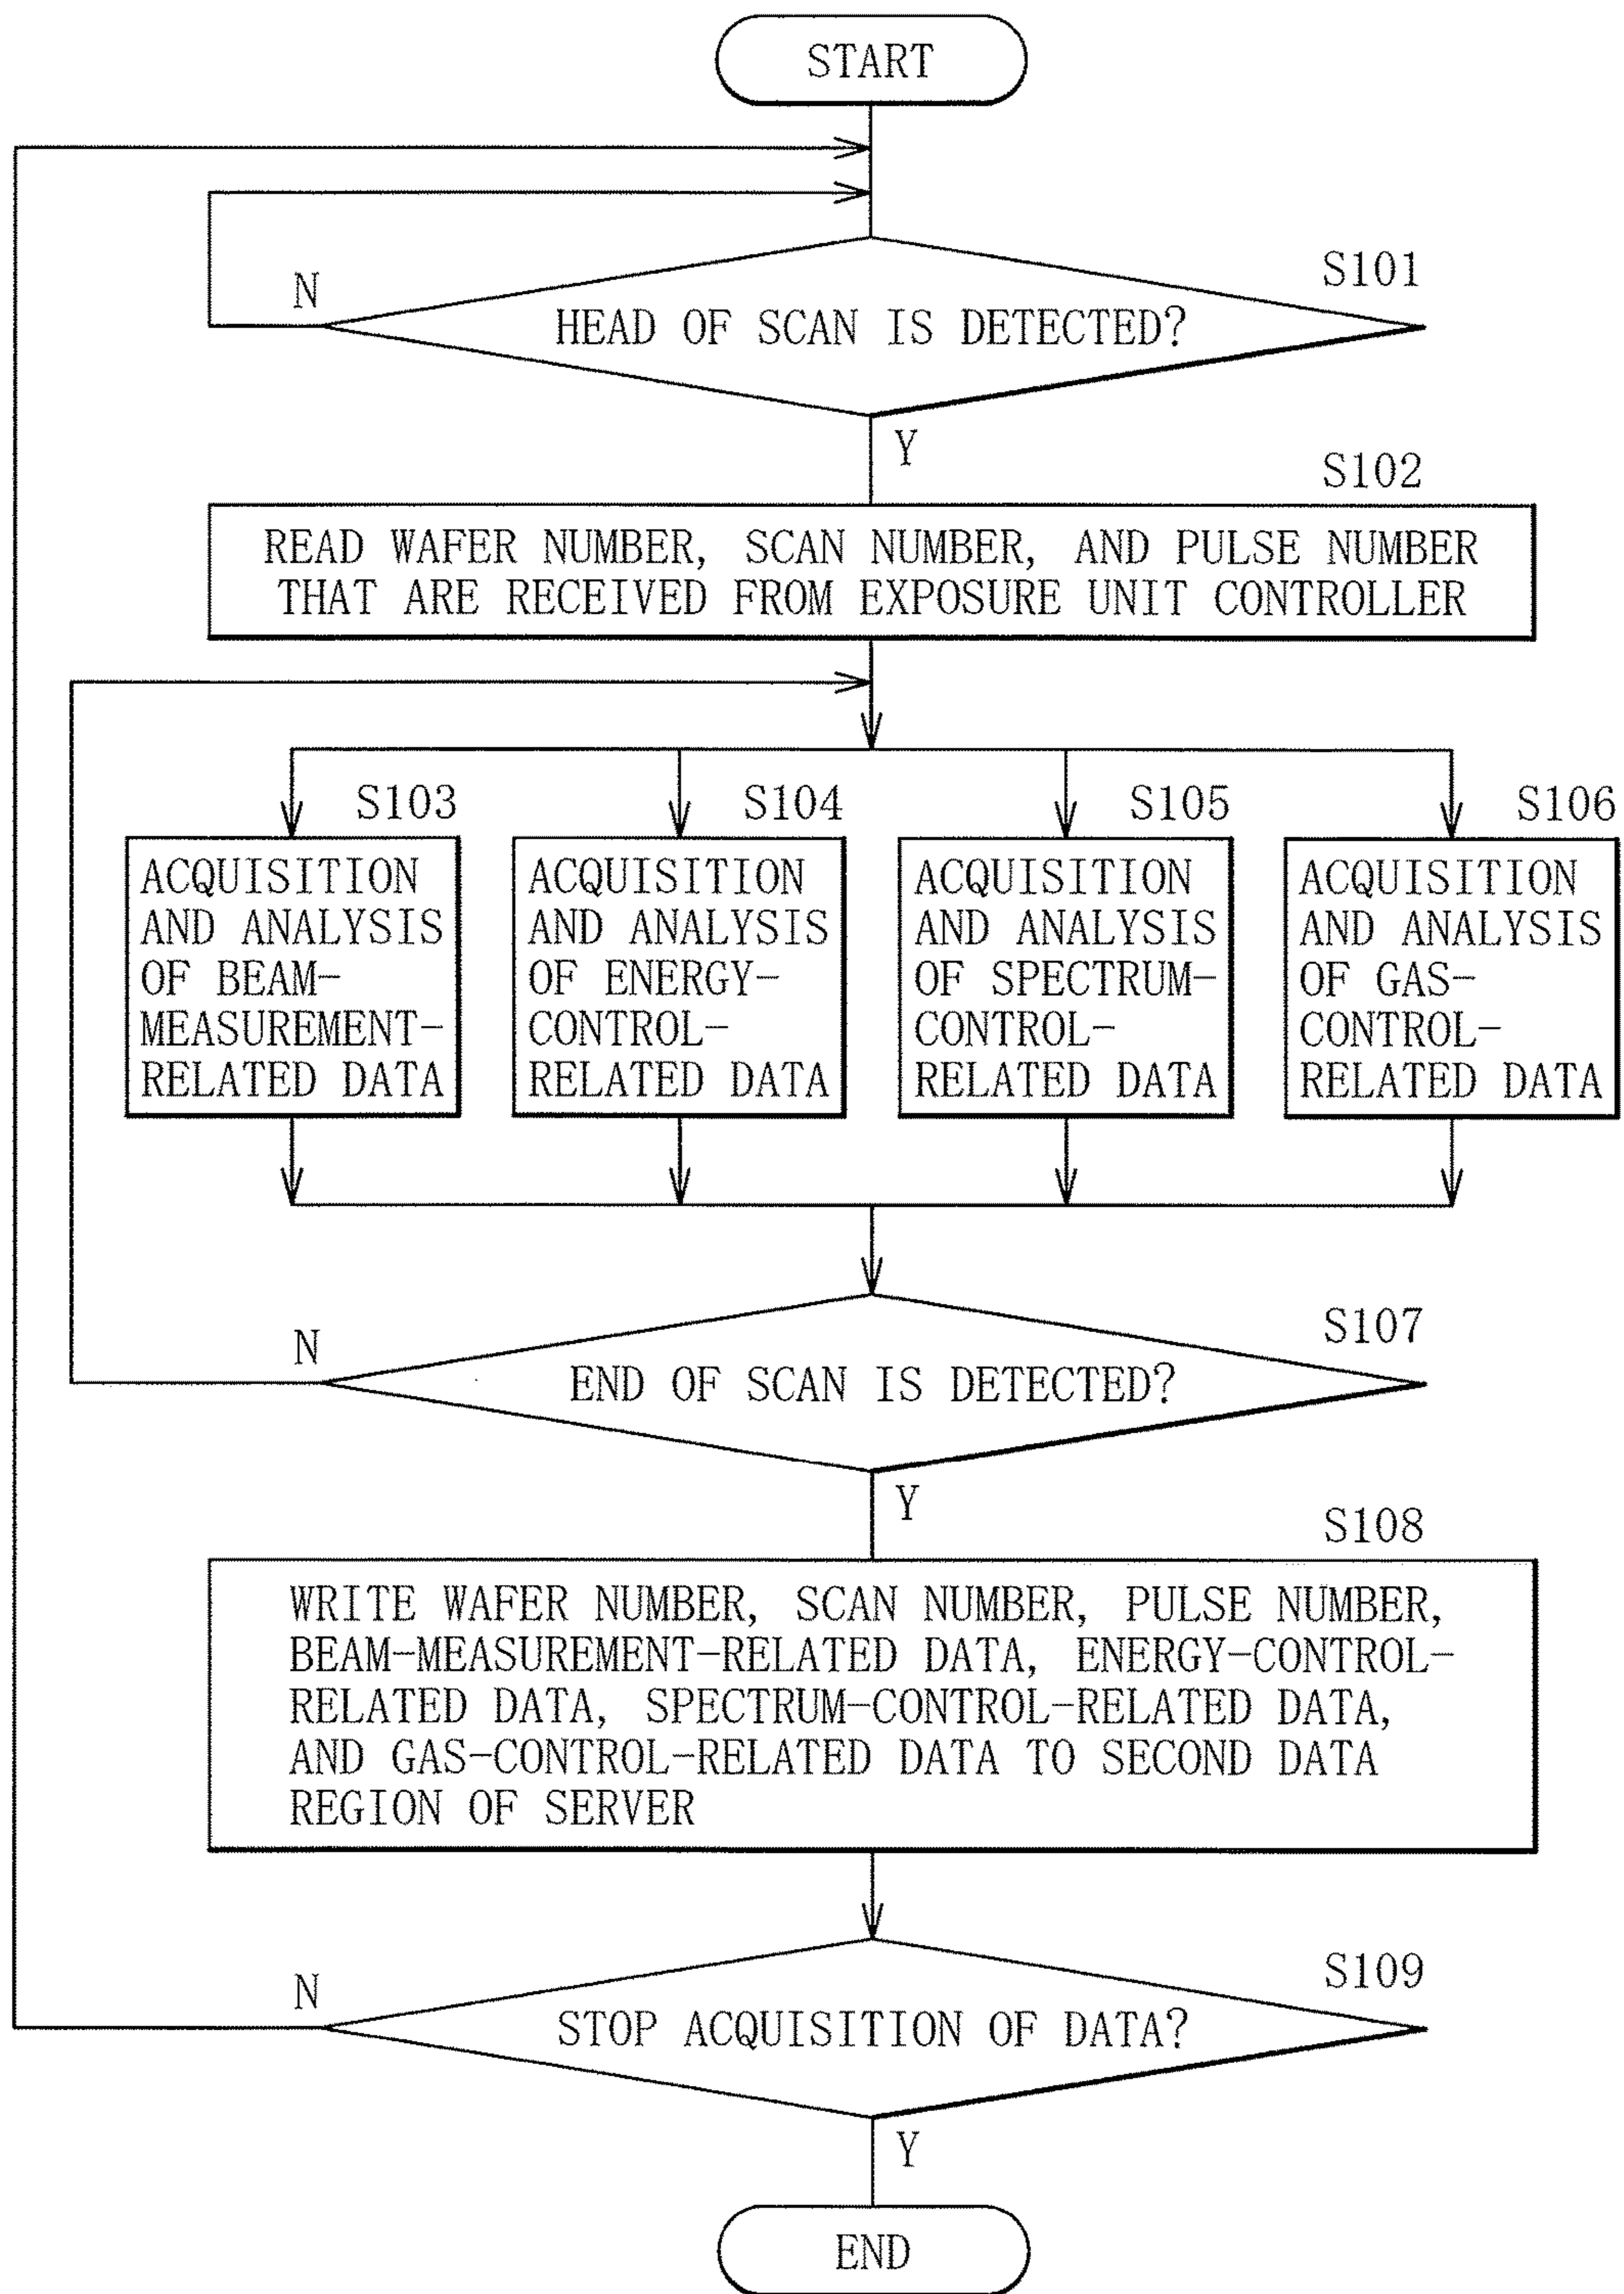 START
S101
N
HEAD OF SCAN IS DETECTED?
Y
S102
READ WAFER NUMBER, SCAN NUMBER, AND PULSE NUMBER
THAT ARE RECEIVED FROM EXPOSURE UNIT CONTROLLER
S103
ACQUISITION
AND ANALYSIS
OF BEAM-
MEASUREMENT-
RELATED DATA
S104
ACQUISITION
AND ANALYSIS
OF ENERGY-
CONTROL-
RELATED DATA
S105
ACQUISITION
AND ANALYSIS
OF SPECTRUM-
CONTROL-
RELATED DATA
S106
ACQUISITION
AND ANALYSIS
OF GAS-
CONTROL-
RELATED DATA
S107
N
END OF SCAN IS DETECTED?
Y
S108
WRITE WAFER NUMBER, SCAN NUMBER, PULSE NUMBER,
BEAM-MEASUREMENT-RELATED DATA, ENERGY-CONTROL-
RELATED DATA, SPECTRUM-CONTROL-RELATED DATA,
AND GAS-CONTROL-RELATED DATA TO SECOND DATA
REGION OF SERVER
S109
N
STOP ACQUISITION OF DATA?
Y
END